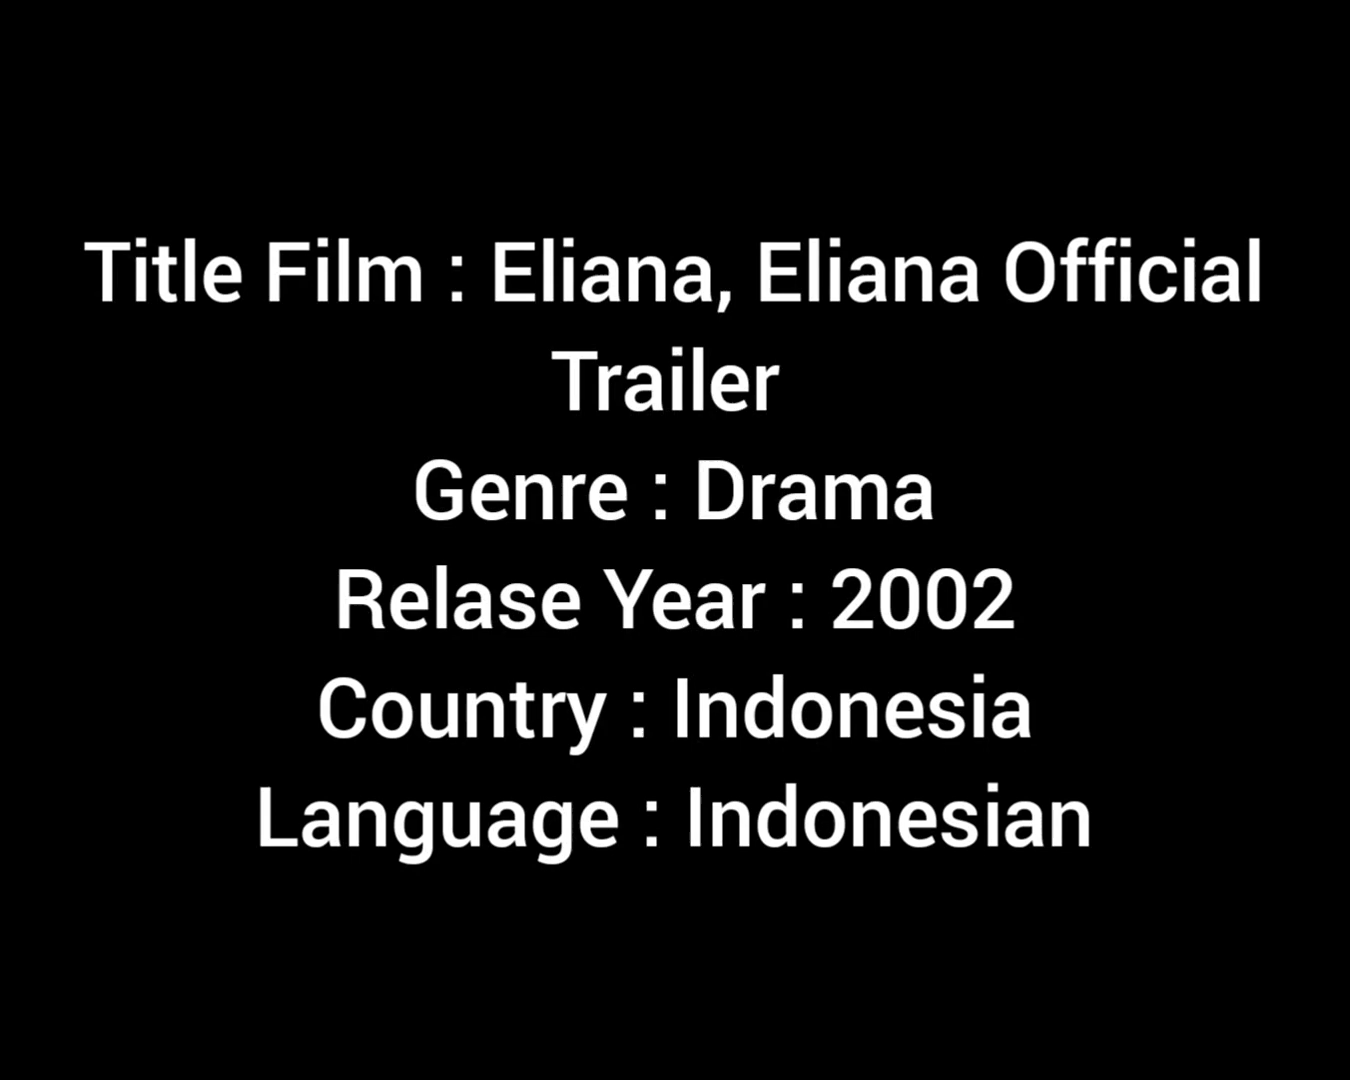 Title Film : Eliana, Eliana Official
Trailer
Genre : Drama
Relase Year : 2002
Country : Indonesia
Language : Indonesian